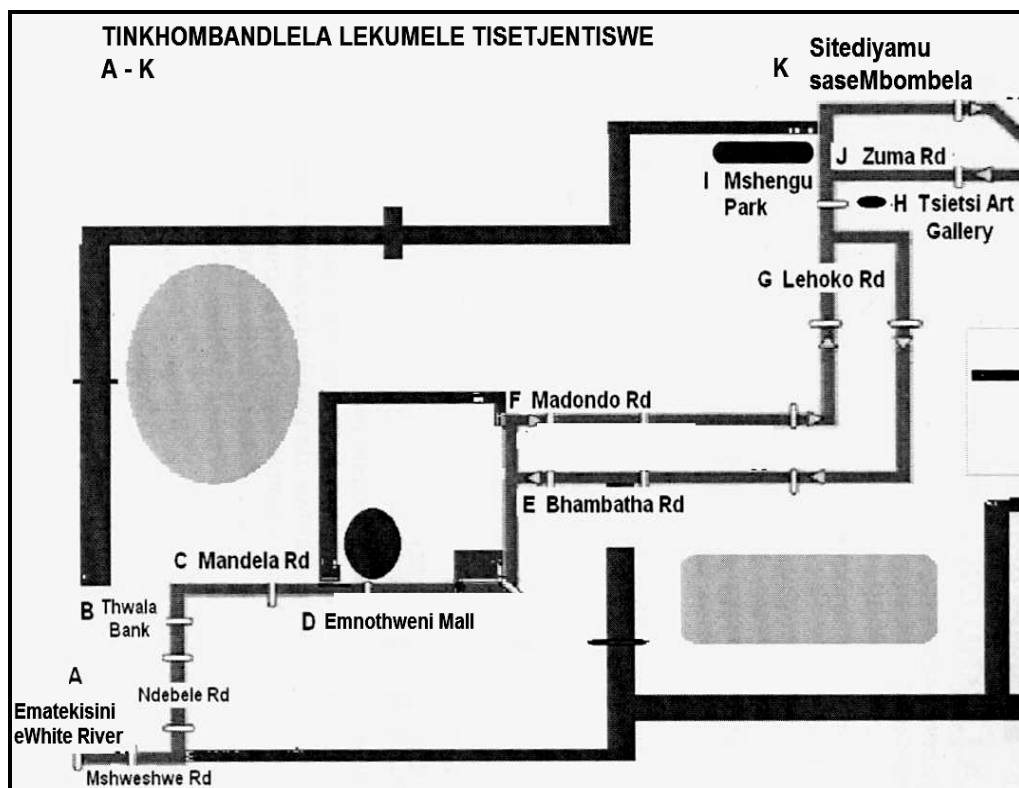 TINKHOMBANDLELA LEKUMELE TISETJENTISWE
A - K
K Sitediyamu
saseMbombela
J Zuma Rd
I Mshengu
Park
H Tsietsi Art
Gallery
G Lehoko Rd
F Madondo Rd
E Bhambatha Rd
C Mandela Rd
B Thwala
Bank
D Emnothweni Mall
A
Ndebele Rd
Ematekisini
eWhite River
Mshweshwe Rd